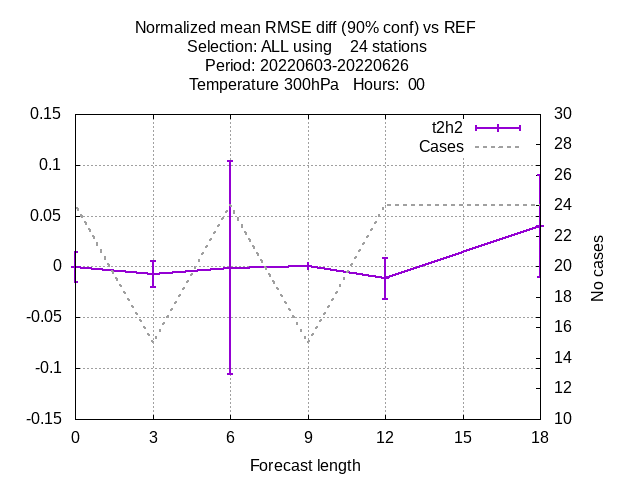 Normalized mean RMSE diff (90% conf) vs REF
Selection: ALL using 24 stations
Period: 20220603-20220626
Temperature 300hPa Hours: 00
t2h2
Cases
0.15
0.1
0.05
0
-0.05
-0.1
-0.15
30
28
26
24
22
20
18
16
14
12
10
No cases
0 3 6 9 12 15 18
Forecast length